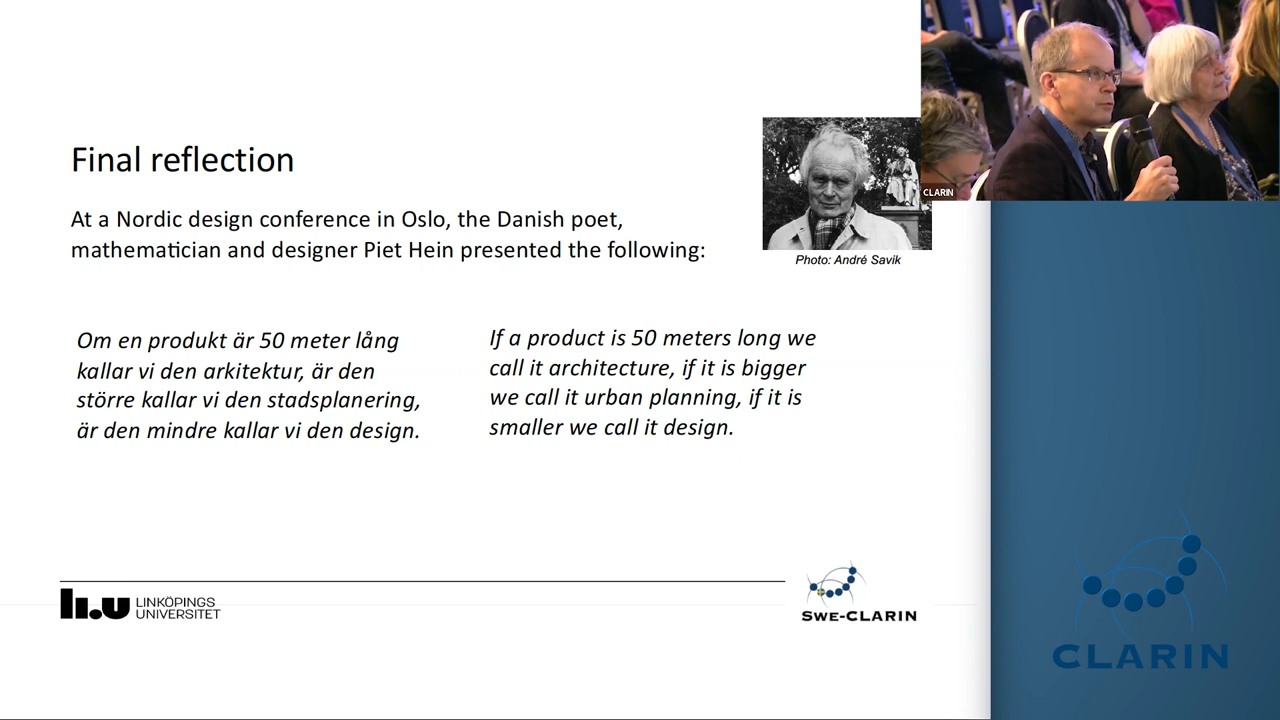 CLARIN
Final reflection
At a Nordic design conference in Oslo, the Danish poet,
mathematician and designer Piet Hein presented the following:
Photo: André Savik
Om en produkt är 50 meter lång
kallar vi den arkitektur, är den
större kallar vi den stadsplanering,
är den mindre kallar vi den design.
If a product is 50 meters long we
call it architecture, if it is bigger
we call it urban planning, if it is
smaller we call it design.
li.u LINKÖPINGS
UNIVERSITET
SWE-CLARIN
CLARIN